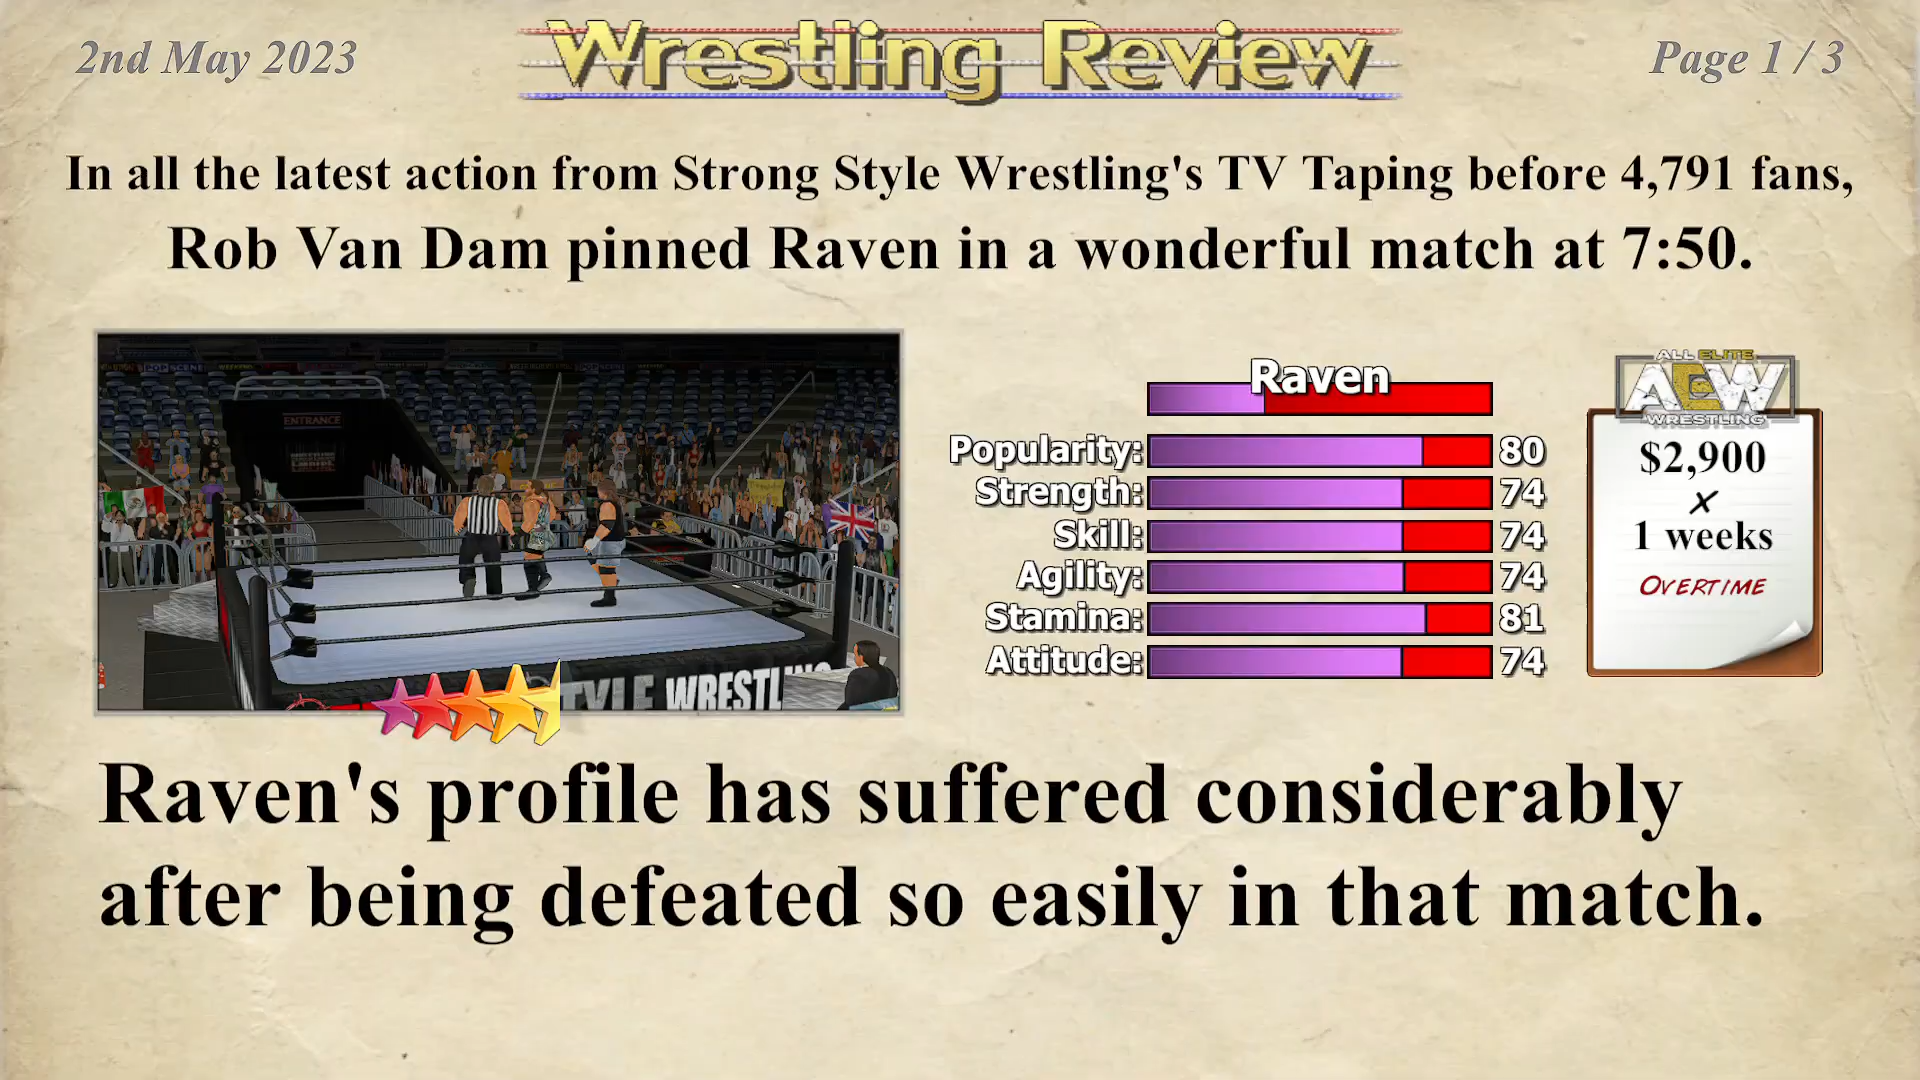 2nd May 2023
Wrestling Review
Page 1 / 3
In all the latest action from Strong Style Wrestling's TV Taping before 4,791 fans,
Rob Van Dam pinned Raven in a wonderful match at 7:50.
ENTRANCE
TYLE WRESTLING
Raven
Popularity: 80
Strength: 74
Skill: 74
Agility: 74
Stamina: 81
Attitude: 74
ALL ELITE
AEW
WRESTLING
$2,900
x
1 weeks
OVERTIME
Raven's profile has suffered considerably
after being defeated so easily in that match.